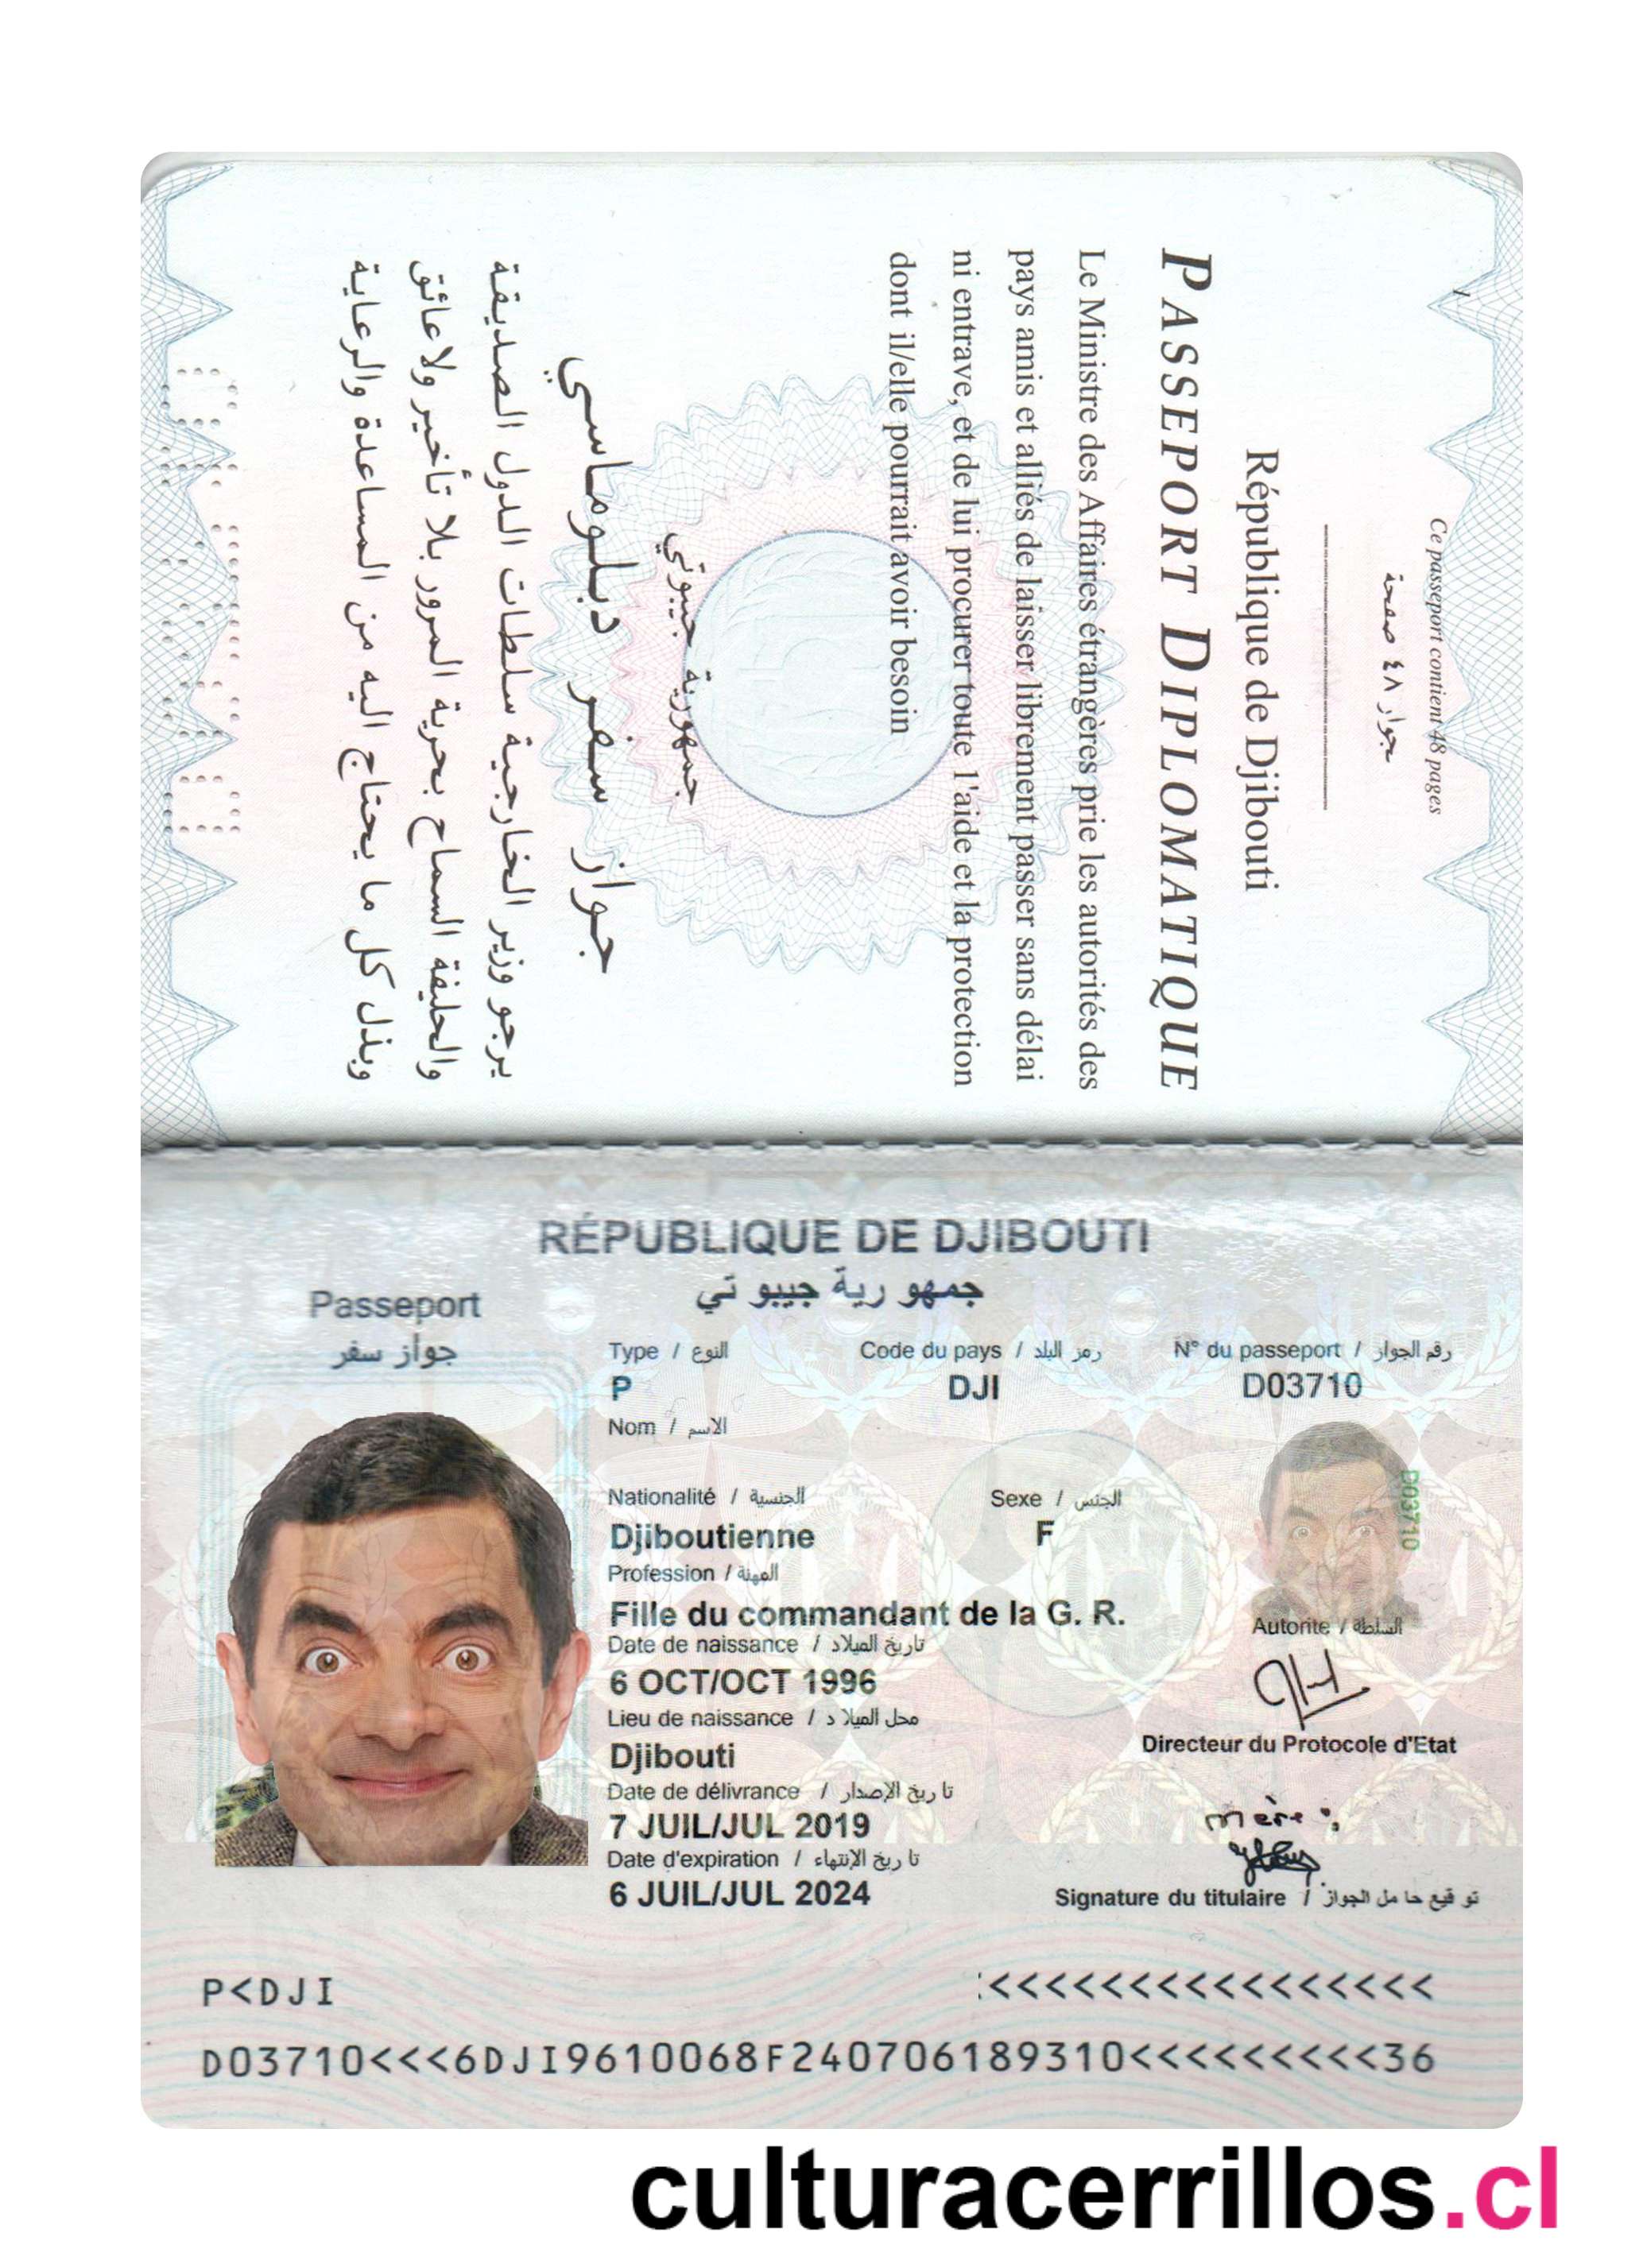 Ce passeport contient 48 pages
جواز ٤٨ صفحة
République de Djibouti
PASSEPORT DIPLOMATIQUE
Le Ministre des Affaires étrangères prie les autorités des
pays amis et alliés de laisser librement passer sans délai
ni entrave, et de lui procurer toute l'aide et la protection
dont il/elle pourrait avoir besoin
جمهورية جيبوتي
جواز سفر دبلوماسي
يرجو وزير الخارجية سلطات الدول الصديقة
والحليفة السماح بحرية المرور بلا تأخير ولا عائق
وبذل كل ما يحتاج اليه من المساعدة والرعاية
RÉPUBLIQUE DE DJIBOUTI
جمهو رية جيبو تي
Passeport
جواز سفر
Type / النوع
Code du pays / رمز البلد
N° du passeport / رقم الجواز
P
DJI
D03710
Nom / الاسم
D03710
Nationalité / الجنسية
Sexe / الجنس
Djiboutienne
F
Profession / المهنة
Fille du commandant de la G. R.
Autorite / السلطة
Date de naissance / تاريخ الميلاد
6 OCT/OCT 1996
Lieu de naissance / محل الميلا د
Directeur du Protocole d'Etat
Djibouti
Date de délivrance / تا ريخ الإصدار
7 JUIL/JUL 2019
mère :
Date d'expiration / تا ريخ الإنتهاء
6 JUIL/JUL 2024
Signature du titulaire / تو قيع حا مل الجواز
P<DJI <<<<<<<<<<<<<<<<
D03710<<<6DJI9610068F240706189310<<<<<<<<<36
culturacerrillos.cl